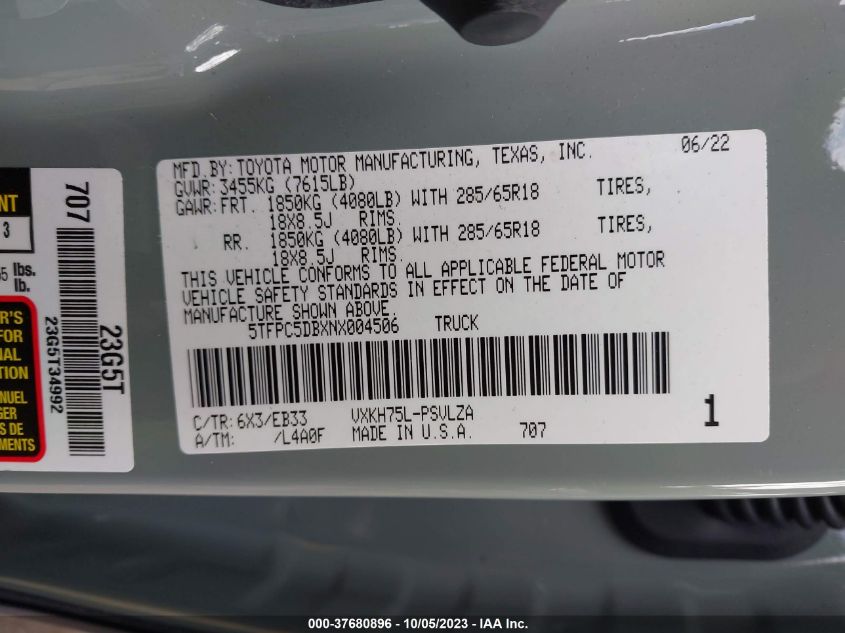 MFD.BY:TOYOTA MOTOR MANUFACTURING, TEXAS, INC. 06/22
GVWR:3455KG (7615LB)
GAWR:FRT. 1850KG (4080LB) WITH 285/65R18 TIRES,
18X8.5J RIMS.
RR. 1850KG (4080LB) WITH 285/65R18 TIRES,
18X8.5J RIMS.
THIS VEHICLE CONFORMS TO ALL APPLICABLE FEDERAL MOTOR
VEHICLE SAFETY STANDARDS IN EFFECT ON THE DATE OF
MANUFACTURE SHOWN ABOVE.
5TFPC5DBXNX004506 TRUCK
C/TR:6X3/EB33 VXKH75L-PSVLZA
A/TM: /L4A0F MADE IN U.S.A. 707
1
707
23G5T
23G5T34992
3
lbs.
lb.
FOR
DE
000-37680896 - 10/05/2023 - IAA Inc.